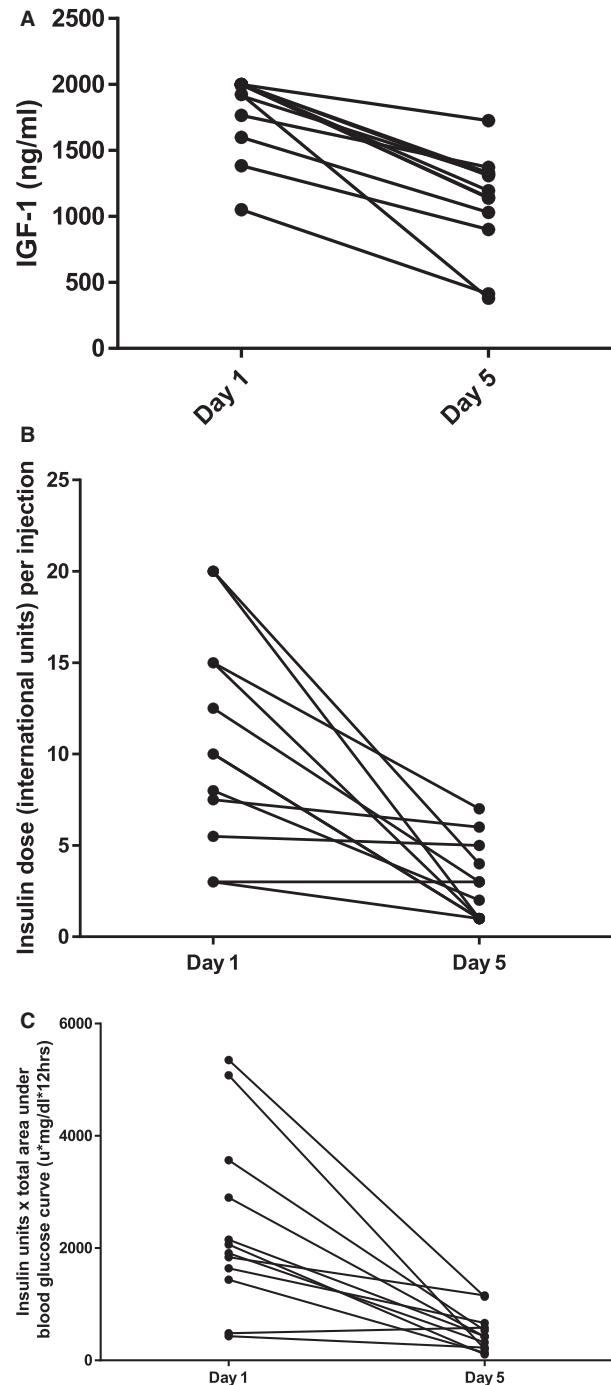 A
IGF-1 (ng/ml)
2500
2000
1500
1000
500
0
Day 1
Day 5
B
Insulin dose (international units) per injection
25
20
15
10
5
0
Day 1
Day 5
C
Insulin units x total area under
blood glucose curve (u*mg/dl*12hrs)
6000
4000
2000
0
Day 1
Day 5